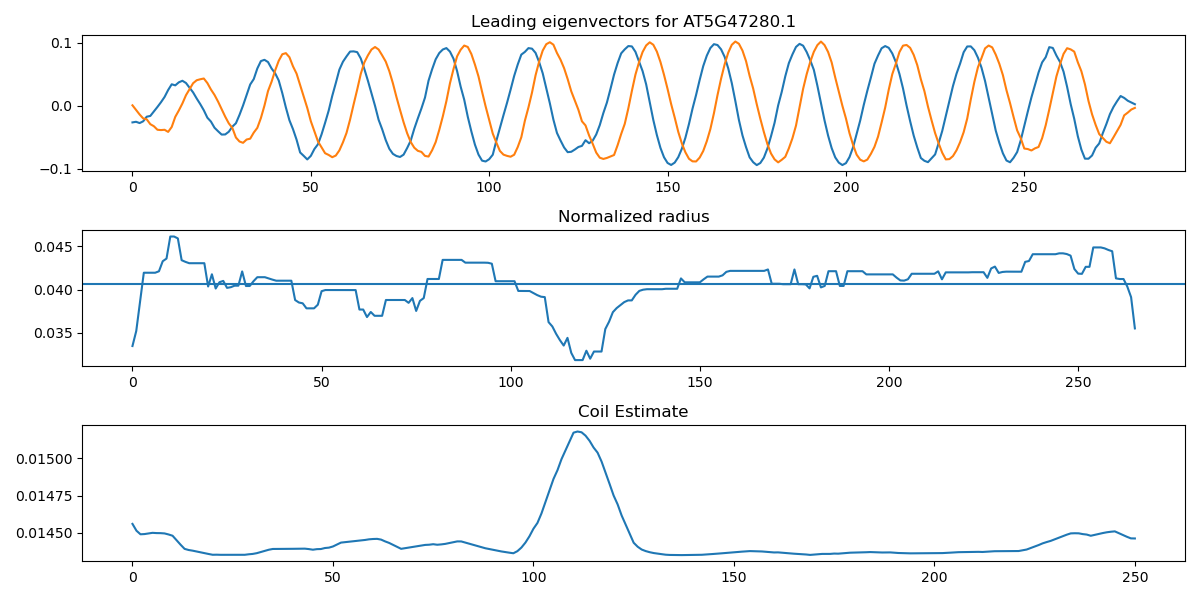 Leading eigenvectors for AT5G47280.1
0.1
0.0
−0.1
0 50 100 150 200 250
Normalized radius
0.045
0.040
0.035
0 50 100 150 200 250
Coil Estimate
0.01500
0.01475
0.01450
0 50 100 150 200 250